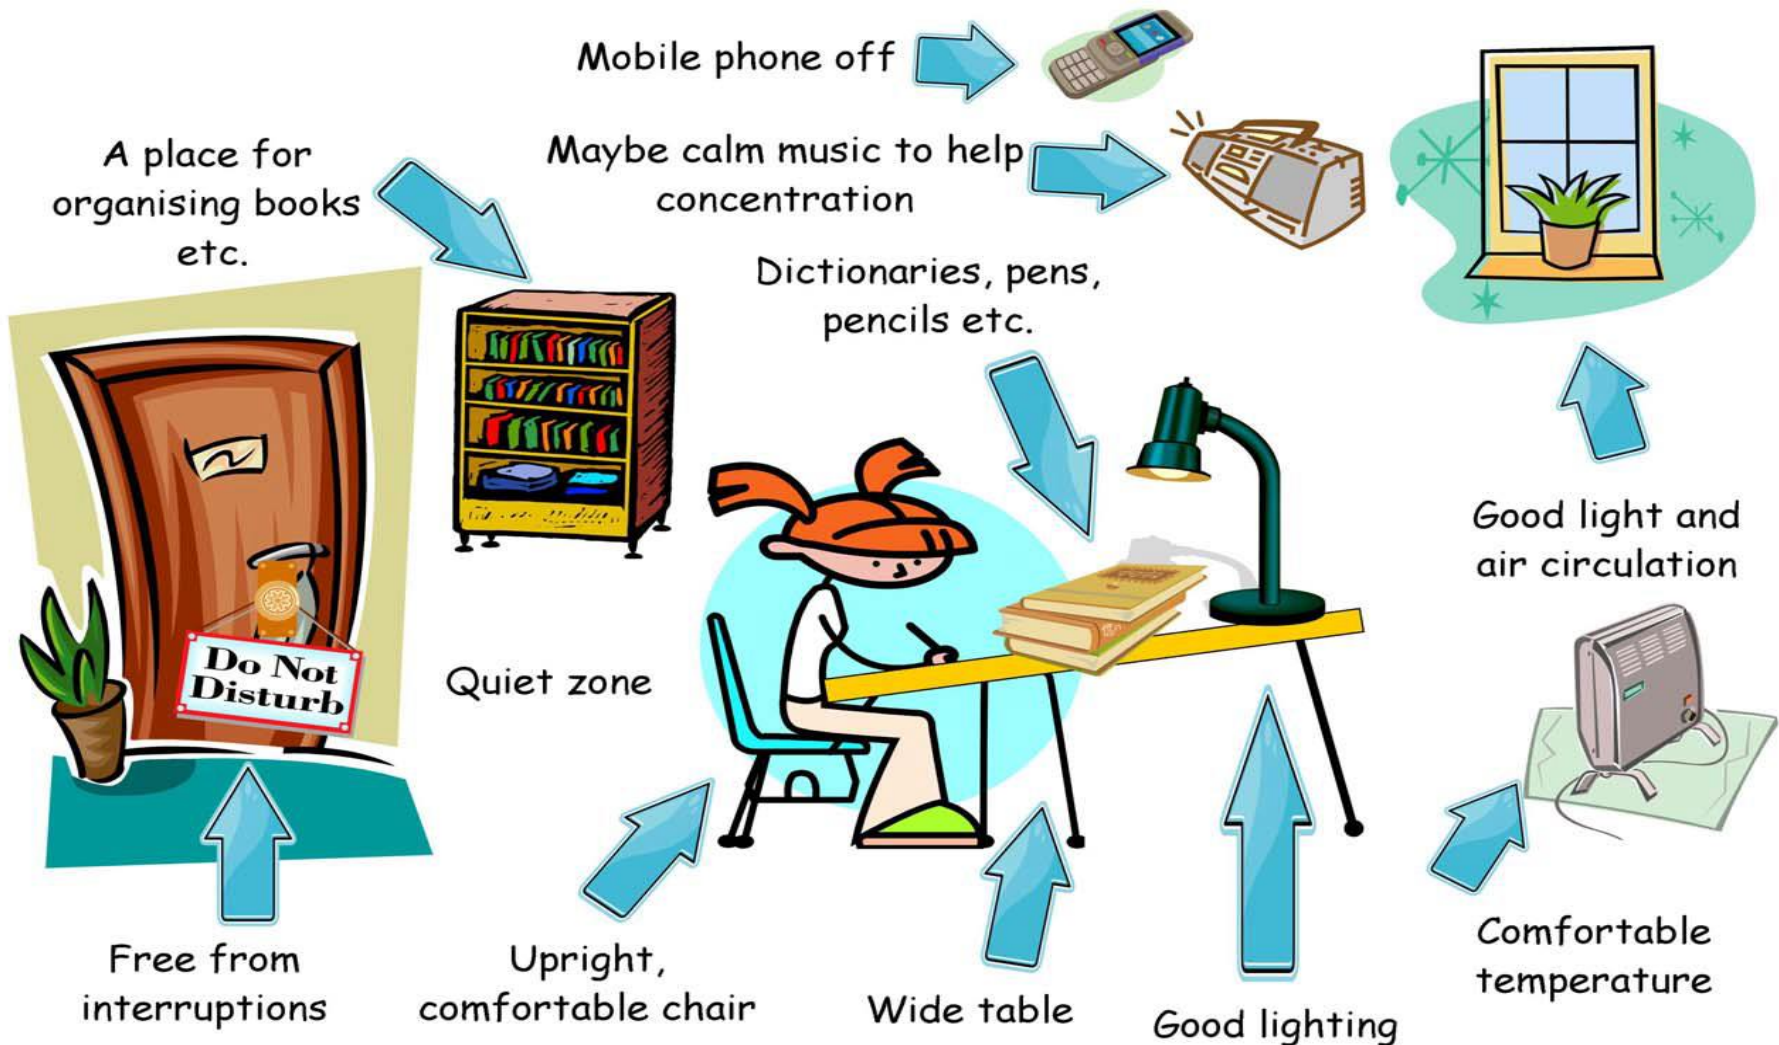 Mobile phone off
Maybe calm music to help
concentration
A place for
organising books
etc.
Dictionaries, pens,
pencils etc.
Good light and
air circulation
Do Not
Disturb
Quiet zone
Free from
interruptions
Upright,
comfortable chair
Wide table
Good lighting
Comfortable
temperature